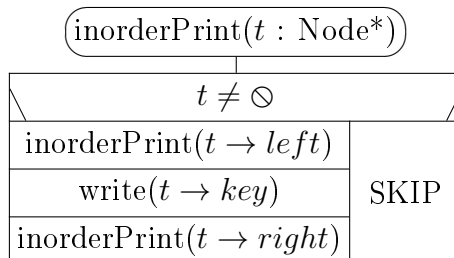 inorderPrint(t : Node*)
t ≠ ⦸
inorderPrint(t → left)
write(t → key)
SKIP
inorderPrint(t → right)